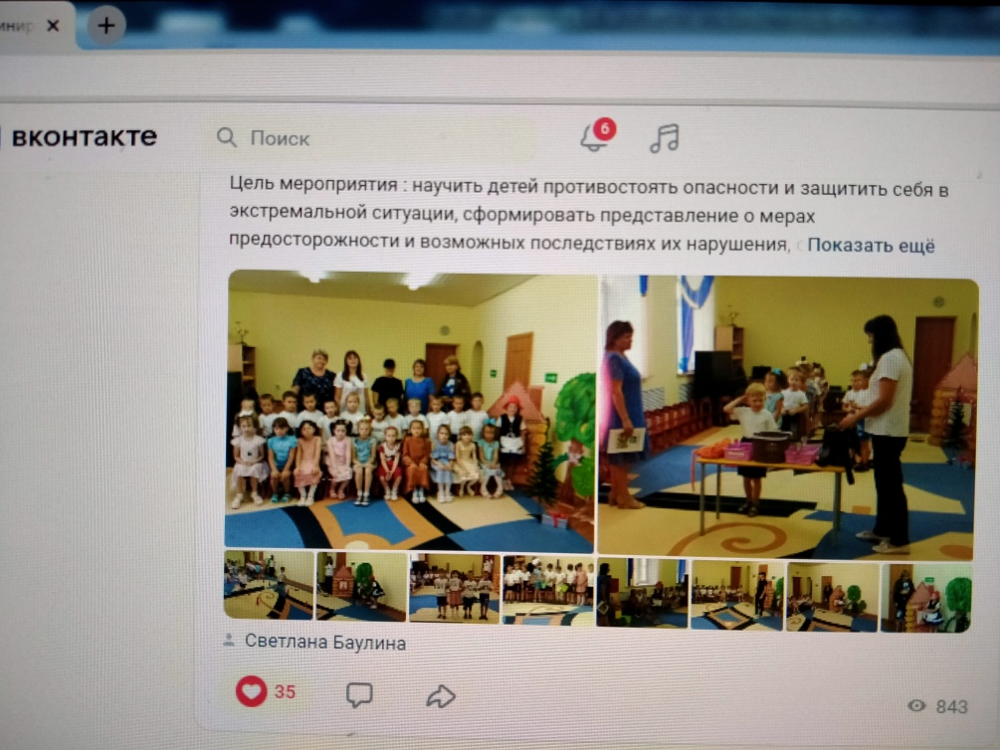 вконтакте
Поиск
6
Цель мероприятия : научить детей противостоять опасности и защитить себя в
экстремальной ситуации, сформировать представление о мерах
предосторожности и возможных последствиях их нарушения, Показать ещё
Светлана Баулина
35
843